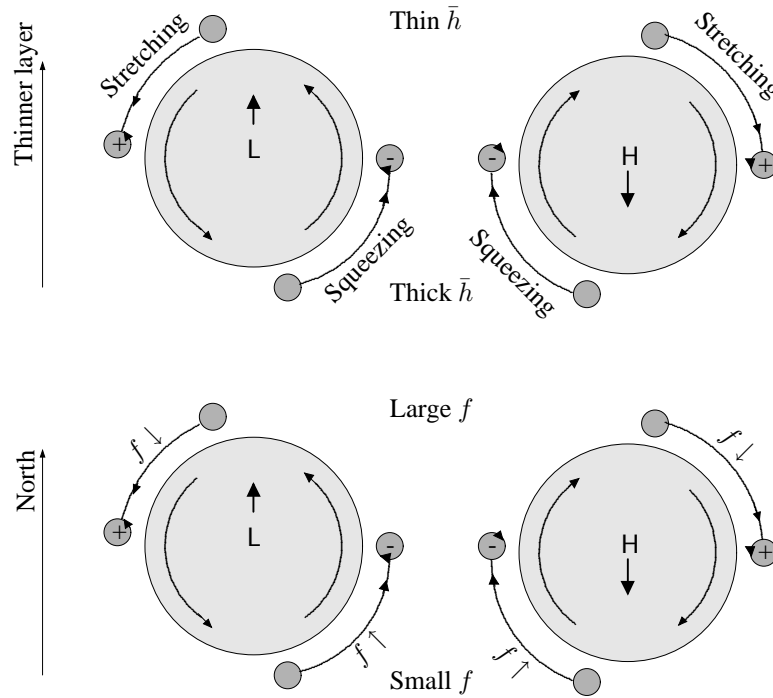 Thin h̄
Stretching
Stretching
Thinner layer
L
H
+
-
-
+
Squeezing
Squeezing
Thick h̄
Large f
f ↓
f ↓
North
L
H
+
-
-
+
f ↑
f ↑
Small f